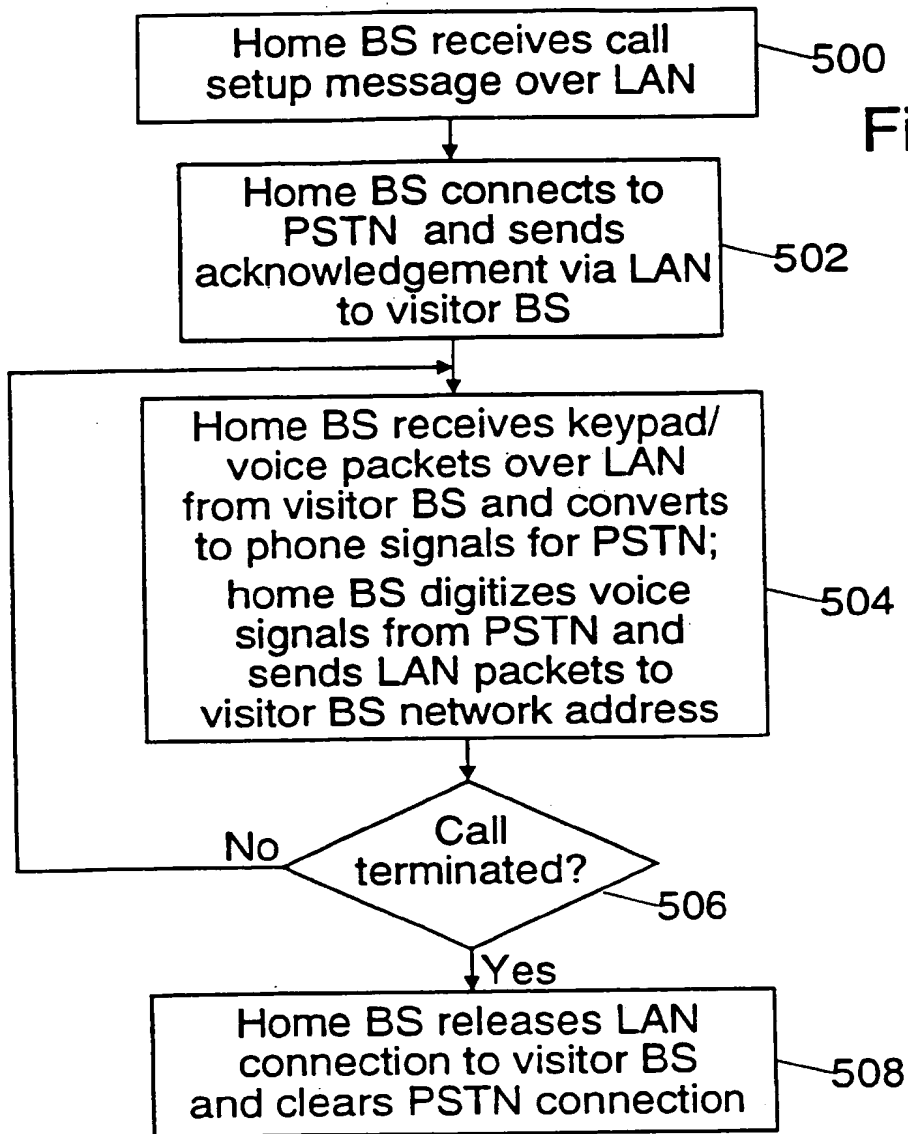 Home BS receives call
setup message over LAN
500
Fi
Home BS connects to
PSTN and sends
acknowledgement via LAN
to visitor BS
502
Home BS receives keypad/
voice packets over LAN
from visitor BS and converts
to phone signals for PSTN;
home BS digitizes voice
signals from PSTN and
sends LAN packets to
visitor BS network address
504
No
Call
terminated?
506
Yes
Home BS releases LAN
connection to visitor BS
and clears PSTN connection
508